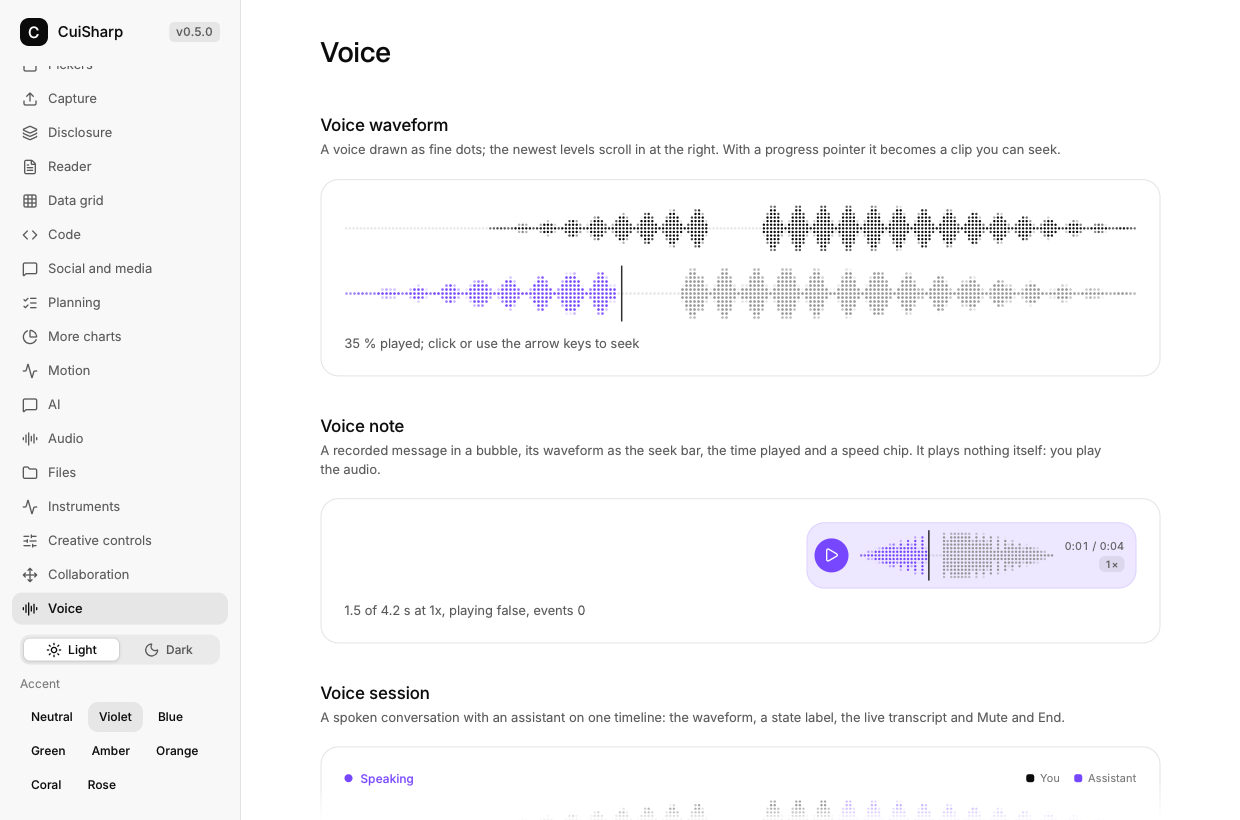 C CuiSharp v0.5.0
Pickers
Capture
Disclosure
Reader
Data grid
Code
Social and media
Planning
More charts
Motion
AI
Audio
Files
Instruments
Creative controls
Collaboration
Voice
Light Dark
Accent
Neutral Violet Blue
Green Amber Orange
Coral Rose
Voice
Voice waveform
A voice drawn as fine dots; the newest levels scroll in at the right. With a progress pointer it becomes a clip you can seek.
35 % played; click or use the arrow keys to seek
Voice note
A recorded message in a bubble, its waveform as the seek bar, the time played and a speed chip. It plays nothing itself: you play
the audio.
0:01 / 0:04
1×
1.5 of 4.2 s at 1x, playing false, events 0
Voice session
A spoken conversation with an assistant on one timeline: the waveform, a state label, the live transcript and Mute and End.
Speaking You Assistant